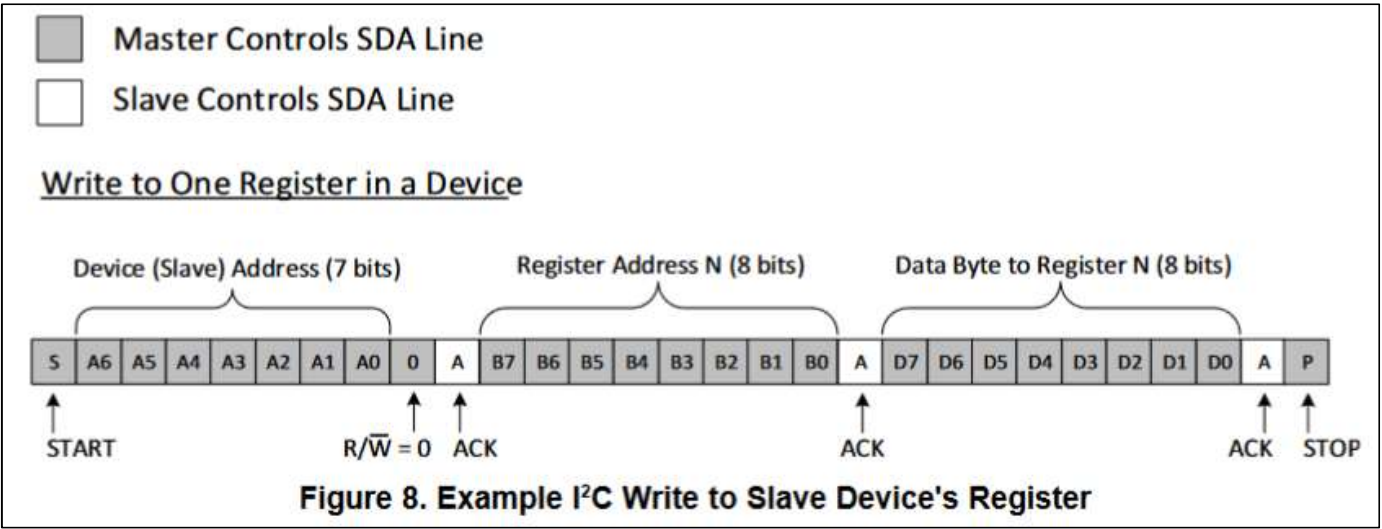 Master Controls SDA Line
Slave Controls SDA Line
Write to One Register in a Device
Device (Slave) Address (7 bits) Register Address N (8 bits) Data Byte to Register N (8 bits)
S A6 A5 A4 A3 A2 A1 A0 0 A B7 B6 B5 B4 B3 B2 B1 B0 A D7 D6 D5 D4 D3 D2 D1 D0 A P
START R/W̅ = 0 ACK ACK ACK STOP
Figure 8. Example I²C Write to Slave Device's Register